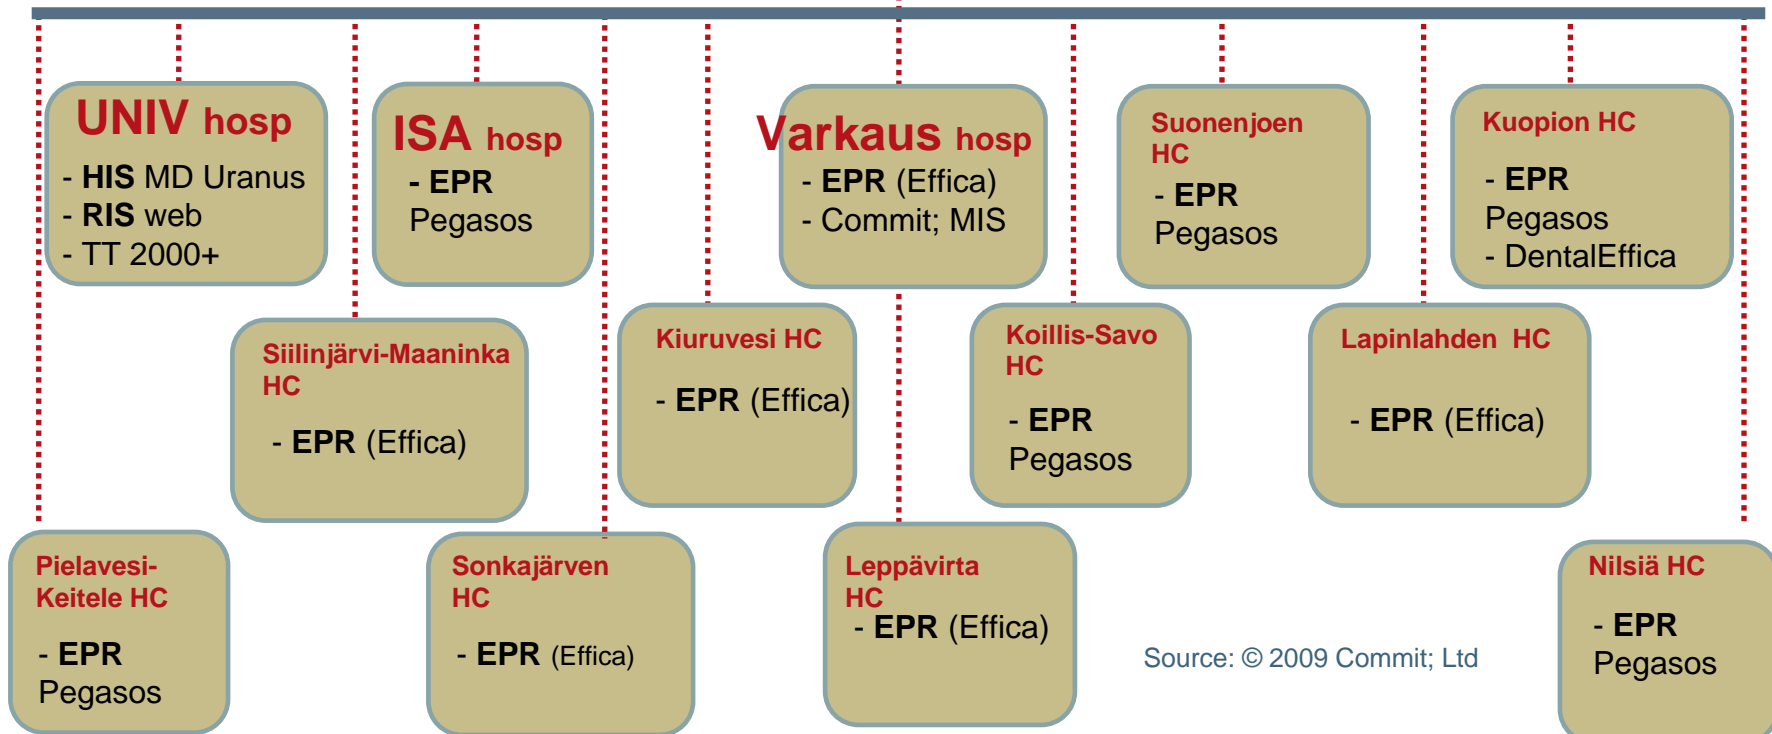 UNIV hosp
- HIS MD Uranus
- RIS web
- TT 2000+
ISA hosp
- EPR
Pegasos
Varkaus hosp
- EPR (Effica)
- Commit; MIS
Suonenjoen
HC
- EPR
Pegasos
Kuopion HC
- EPR
Pegasos
- DentalEffica
Siilinjärvi-Maaninka
HC
- EPR (Effica)
Kiuruvesi HC
- EPR (Effica)
Koillis-Savo
HC
- EPR
Pegasos
Lapinlahden HC
- EPR (Effica)
Pielavesi-
Keitele HC
- EPR
Pegasos
Sonkajärven
HC
- EPR (Effica)
Leppävirta
HC
- EPR (Effica)
Source: © 2009 Commit; Ltd
Nilsiä HC
- EPR
Pegasos